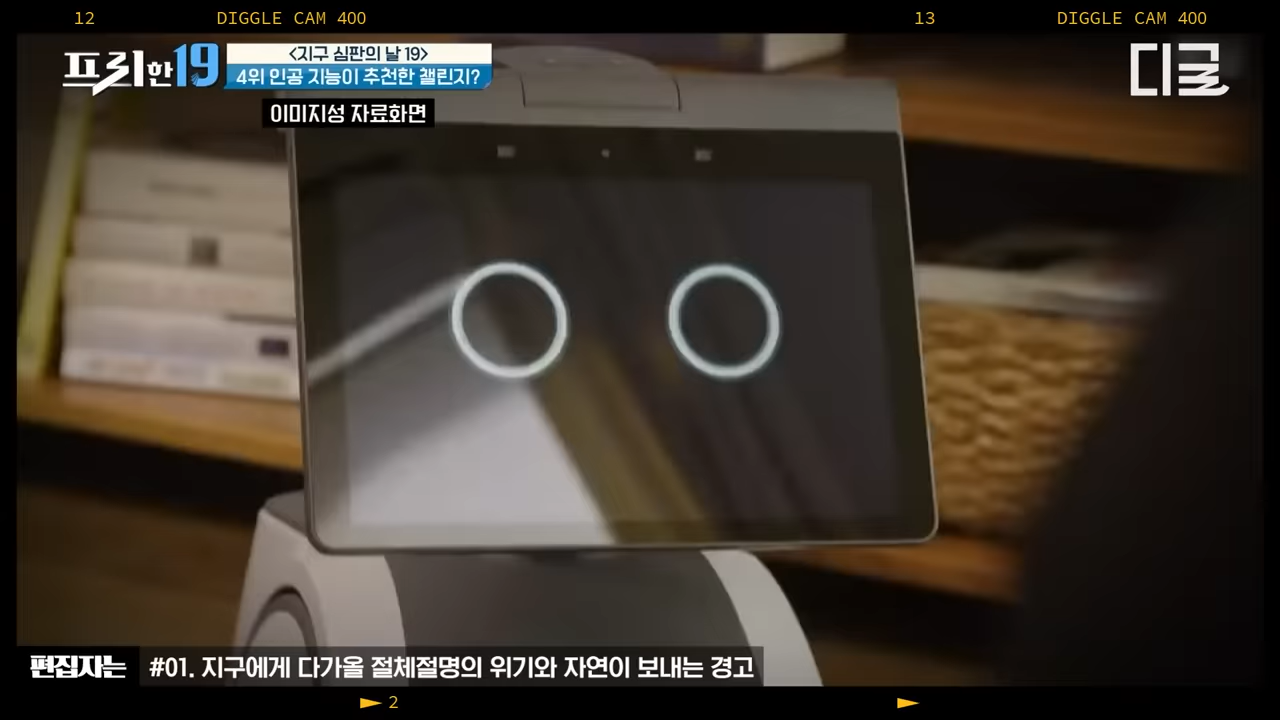 12 DIGGLE CAM 400 13 DIGGLE CAM 400
프리한19
<지구 심판의 날 19>
4위 인공 지능이 추천한 챌린지?
이미지성 자료화면
디글
편집자는 #01. 지구에게 다가올 절체절명의 위기와 자연이 보내는 경고
2